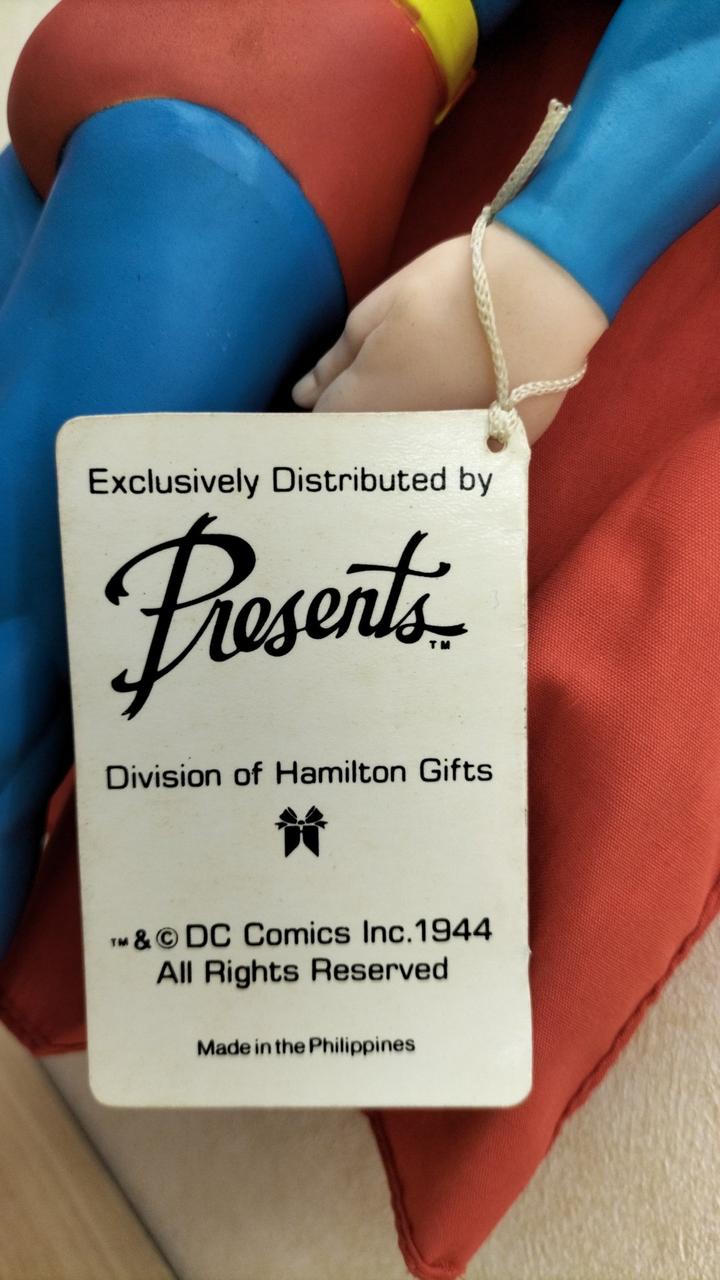 Exclusively Distributed by
Presents™
Division of Hamilton Gifts
™ & © DC Comics Inc.1944
All Rights Reserved
Made in the Philippines